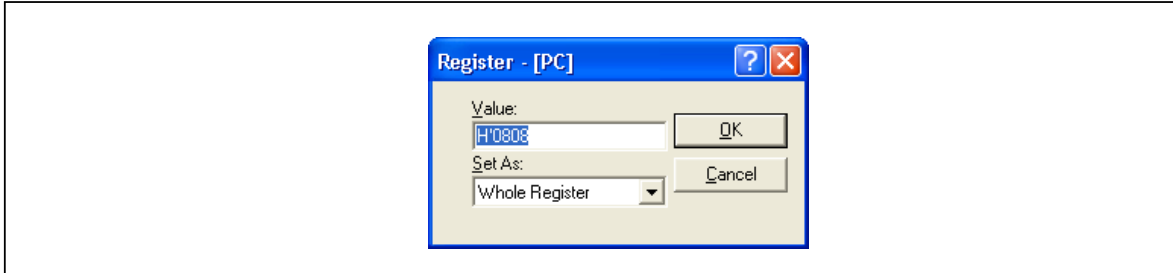 Register - [PC]
Value:
H'0808
OK
Set As:
Whole Register
Cancel